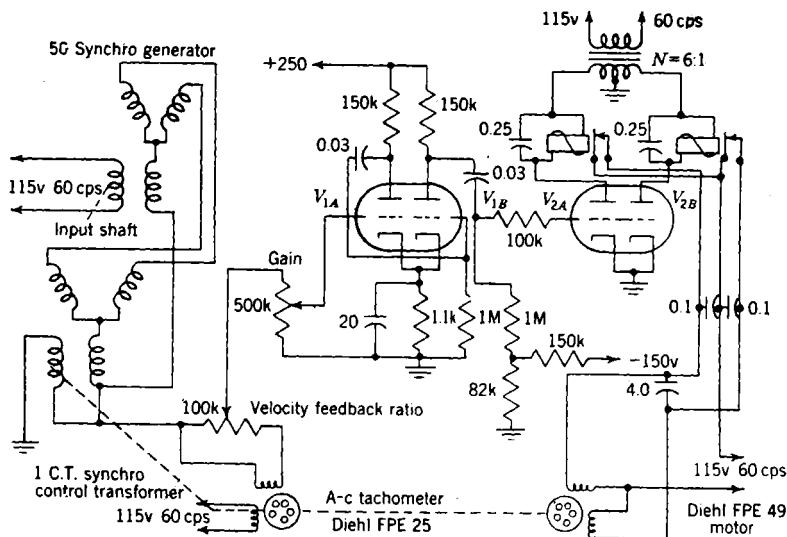 115v
60 cps
5G Synchro generator
N=6:1
+250
150k
150k
0.25
0.25
0.03
0.03
115v 60 cps
V1A
V1B
V2A
V2B
Input shaft
100k
Gain
500k
20
1.1k
1M
1M
0.1
0.1
150k
−150v
82k
4.0
100k
Velocity feedback ratio
1 C.T. synchro
control transformer
115v 60 cps
A-c tachometer
Diehl FPE 25
115v 60 cps
Diehl FPE 49
motor